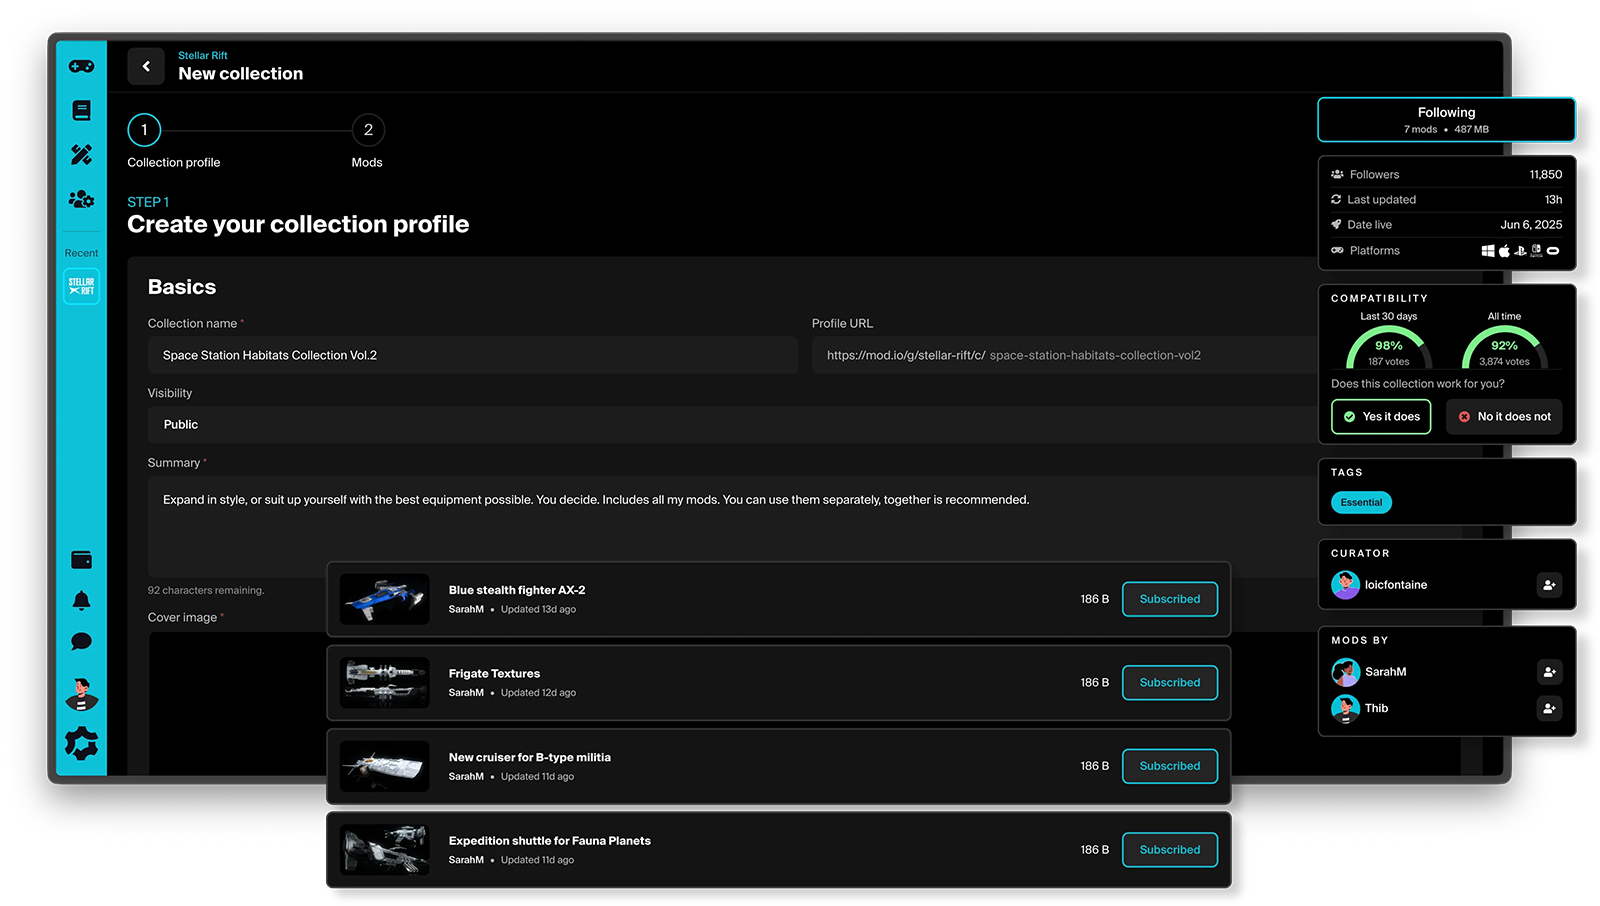 Stellar Rift
New collection
1
2
Collection profile
Mods
STEP 1
Create your collection profile
Recent
STELLAR
RIFT
Basics
Collection name *
Space Station Habitats Collection Vol.2
Profile URL
https://mod.io/g/stellar-rift/c/ space-station-habitats-collection-vol2
Visibility
Public
Summary *
Expand in style, or suit up yourself with the best equipment possible. You decide. Includes all my mods. You can use them separately, together is recommended.
92 characters remaining.
Cover image *
Blue stealth fighter AX-2
SarahM • Updated 13d ago
186 B
Subscribed
Frigate Textures
SarahM • Updated 12d ago
186 B
Subscribed
New cruiser for B-type militia
SarahM • Updated 11d ago
186 B
Subscribed
Expedition shuttle for Fauna Planets
SarahM • Updated 11d ago
186 B
Subscribed
Following
7 mods • 487 MB
Followers 11,850
Last updated 13h
Date live Jun 6, 2025
Platforms
COMPATIBILITY
Last 30 days
98%
187 votes
All time
92%
3,874 votes
Does this collection work for you?
Yes it does
No it does not
TAGS
Essential
CURATOR
loicfontaine
MODS BY
SarahM
Thib